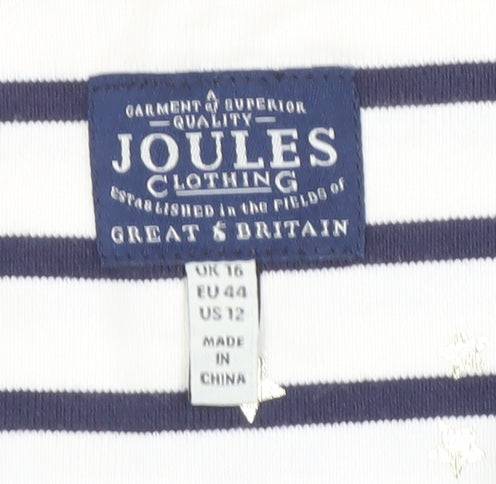 A
GARMENT of SUPERIOR
QUALITY
JOULES
CLOTHING
ESTABLISHED in the FIELDS of
GREAT & BRITAIN
UK 16
EU 44
US 12
MADE
IN
CHINA